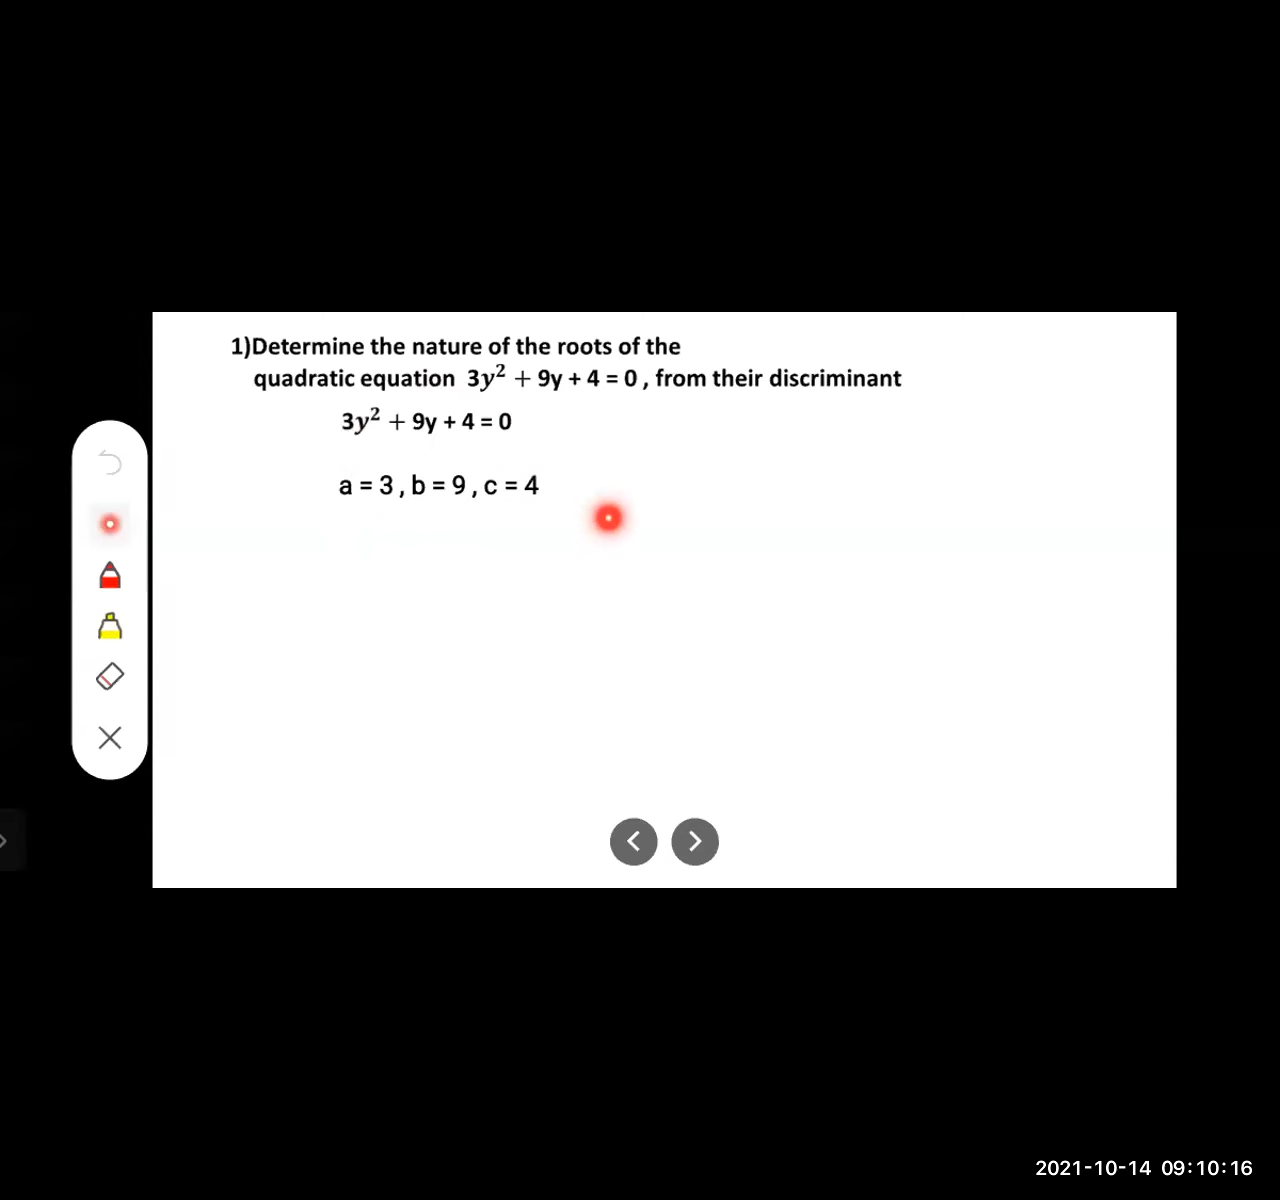 1)Determine the nature of the roots of the
quadratic equation 3y² + 9y + 4 = 0 , from their discriminant
3y² + 9y + 4 = 0
a = 3 , b = 9 , c = 4
2021-10-14 09:10:16